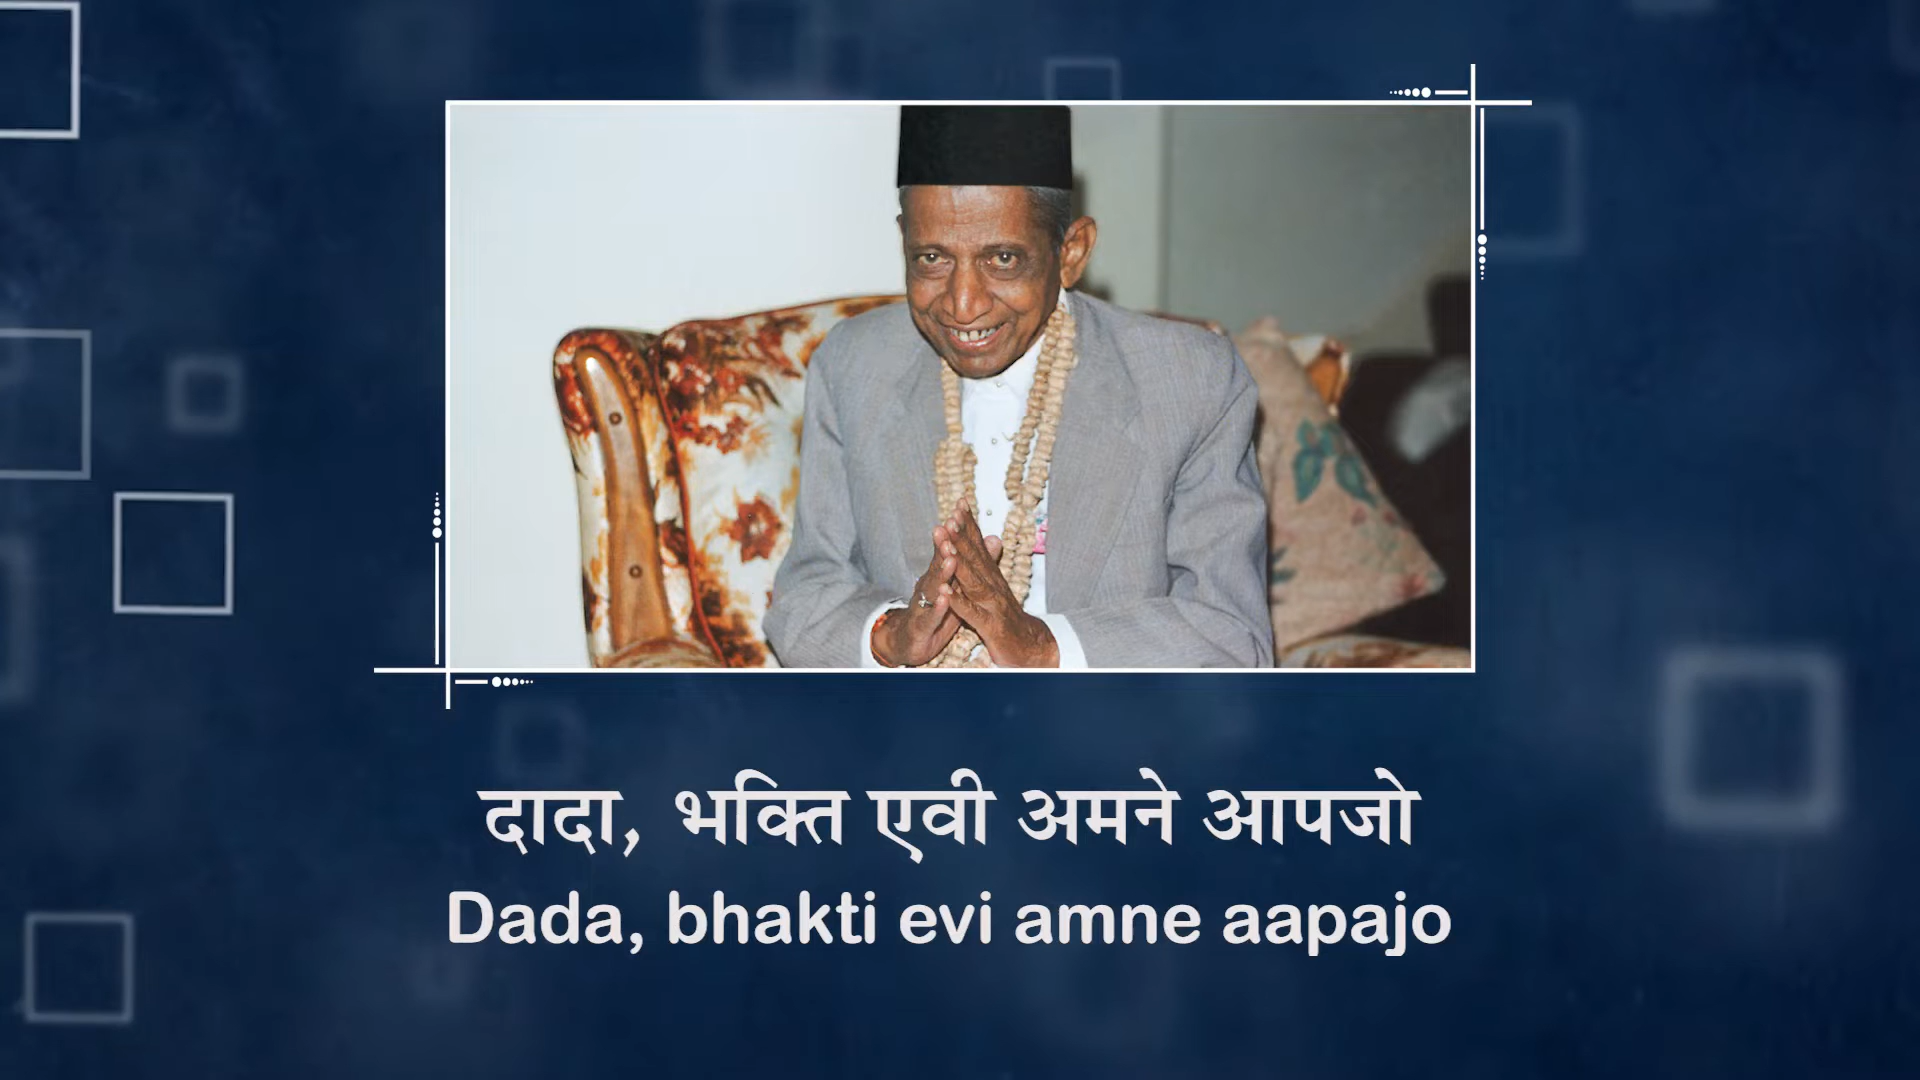 दादा, भक्ति एवी अमने आपजो
Dada, bhakti evi amne aapajo